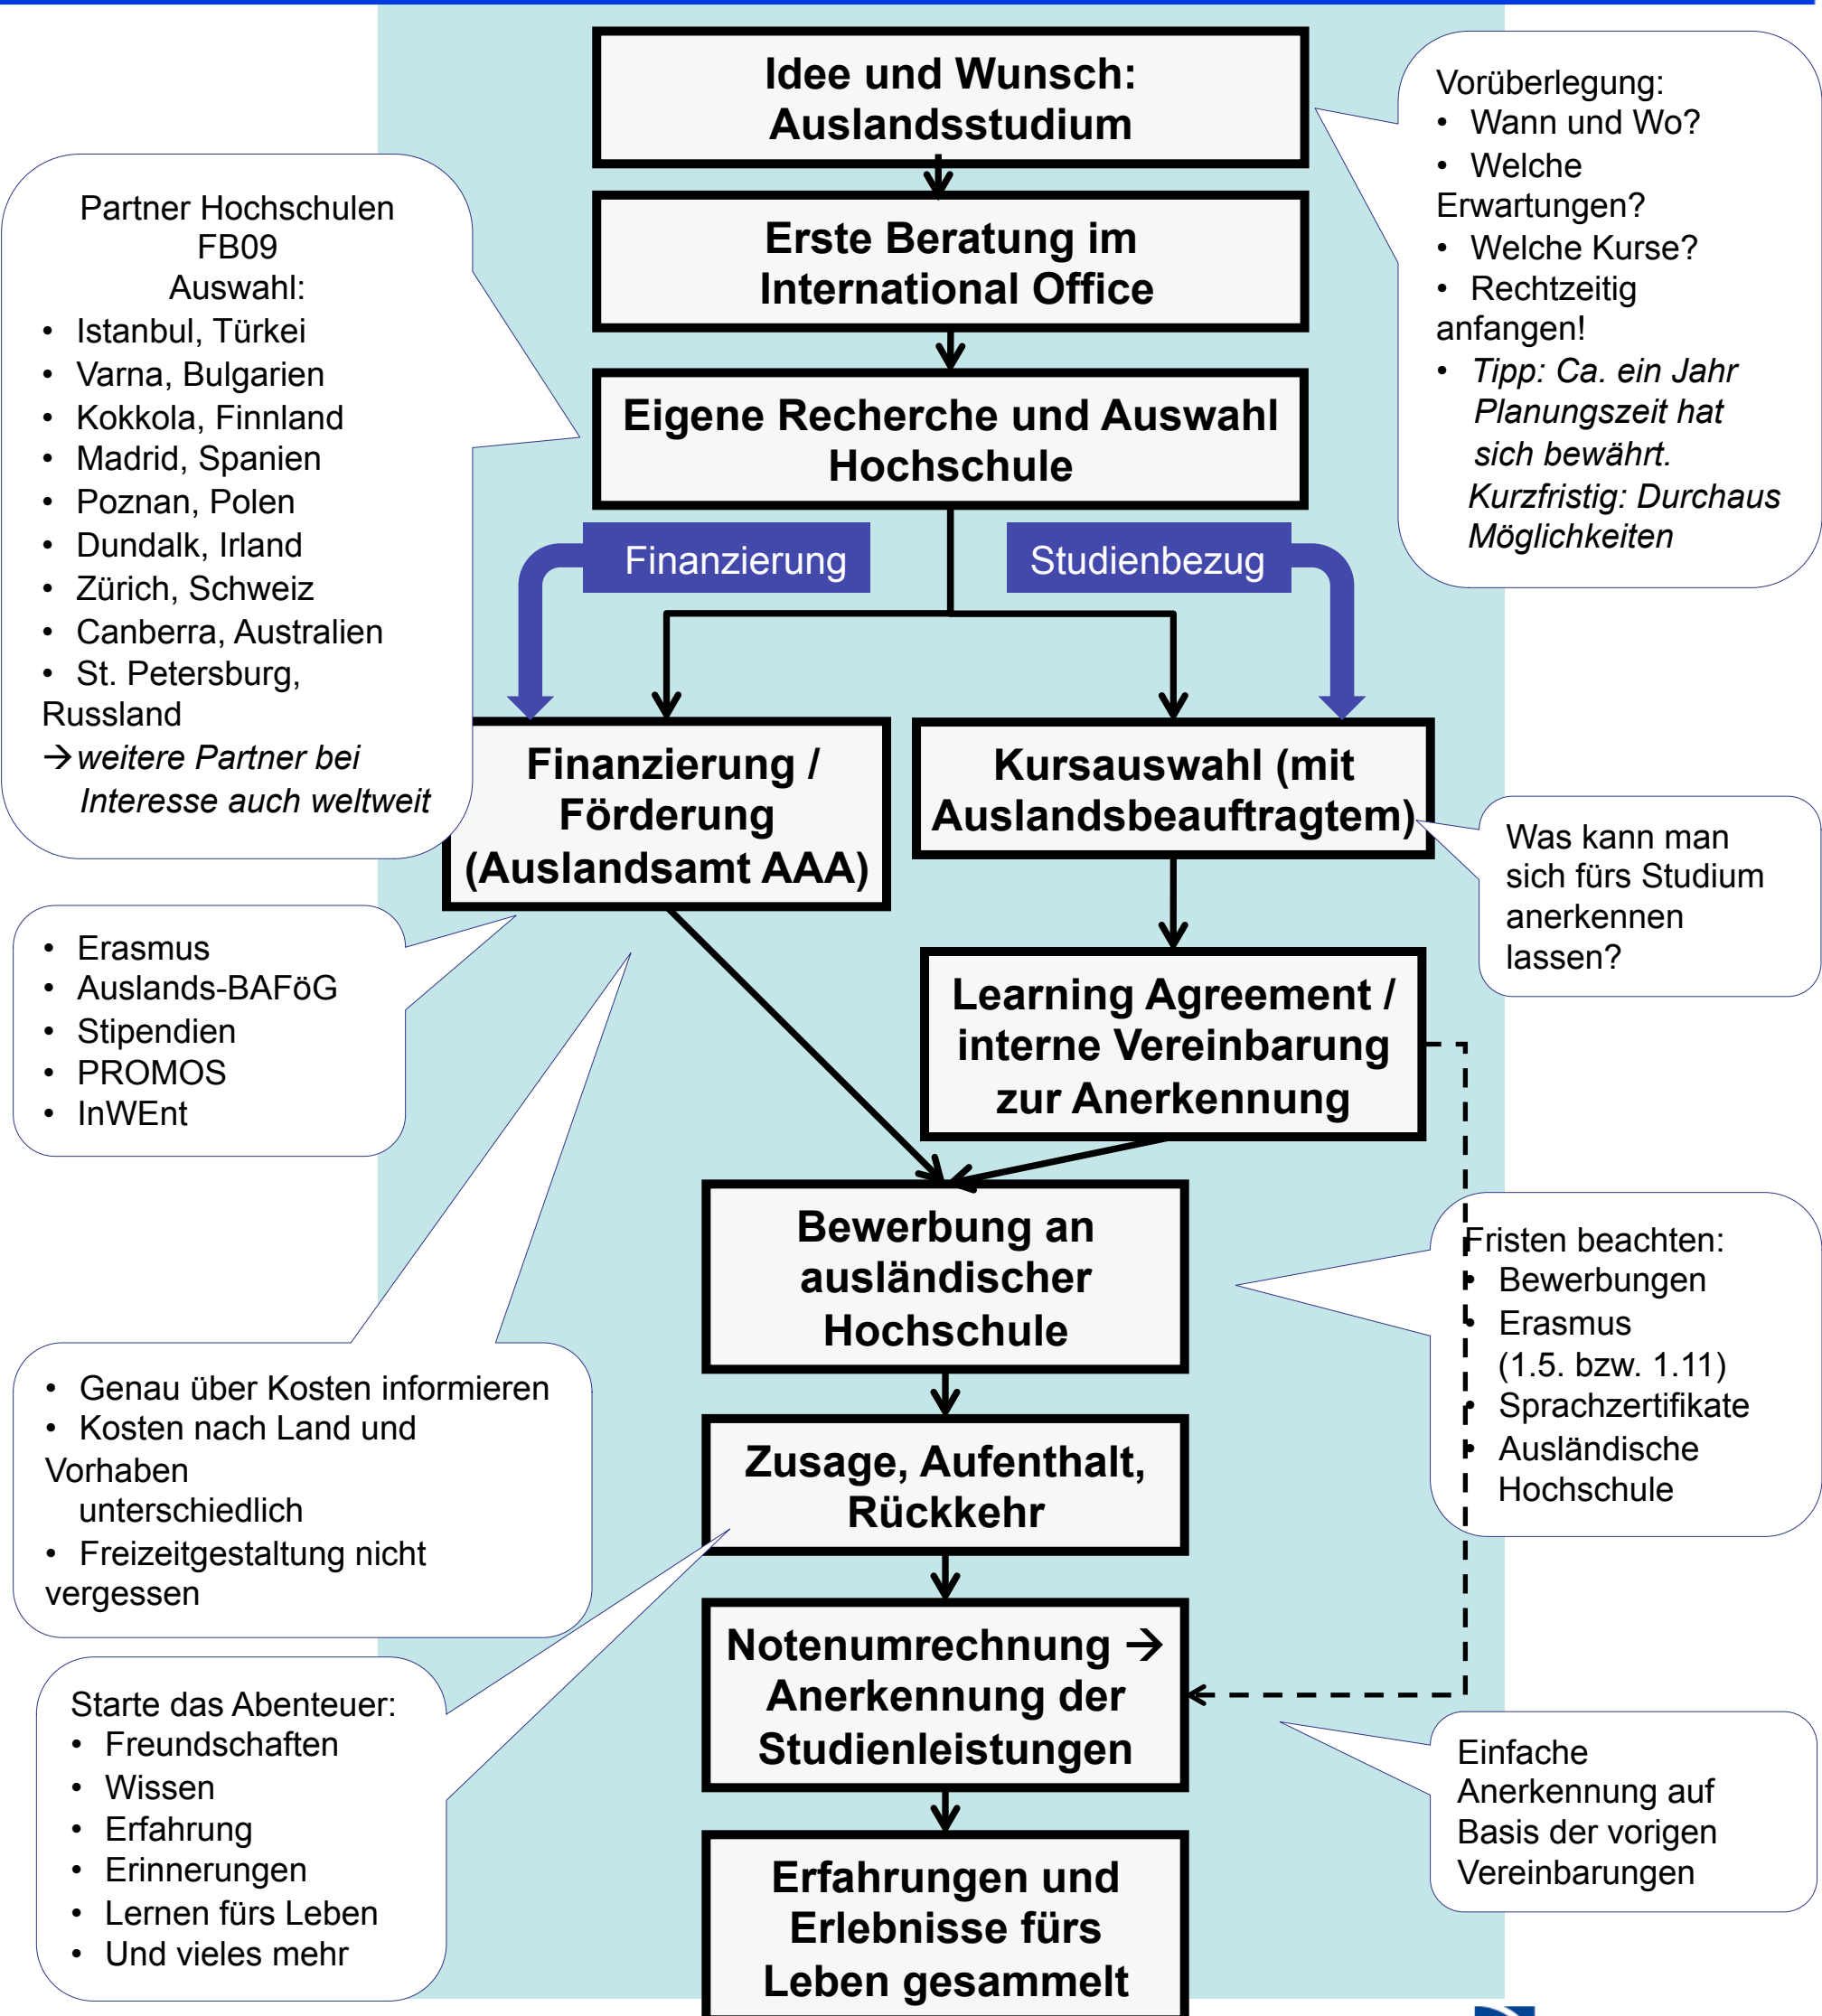 Idee und Wunsch:
Auslandsstudium
Vorüberlegung:
• Wann und Wo?
• Welche
Erwartungen?
• Welche Kurse?
• Rechtzeitig
anfangen!
• Tipp: Ca. ein Jahr
Planungszeit hat
sich bewährt.
Kurzfristig: Durchaus
Möglichkeiten
Erste Beratung im
International Office
Partner Hochschulen
FB09
Auswahl:
• Istanbul, Türkei
• Varna, Bulgarien
• Kokkola, Finnland
• Madrid, Spanien
• Poznan, Polen
• Dundalk, Irland
• Zürich, Schweiz
• Canberra, Australien
• St. Petersburg,
Russland
→ weitere Partner bei
Interesse auch weltweit
Eigene Recherche und Auswahl
Hochschule
Finanzierung
Studienbezug
Finanzierung /
Förderung
(Auslandsamt AAA)
Kursauswahl (mit
Auslandsbeauftragtem)
Was kann man
sich fürs Studium
anerkennen
lassen?
• Erasmus
• Auslands-BAFöG
• Stipendien
• PROMOS
• InWEnt
Learning Agreement /
interne Vereinbarung
zur Anerkennung
Bewerbung an
ausländischer
Hochschule
Fristen beachten:
• Bewerbungen
• Erasmus
(1.5. bzw. 1.11)
• Sprachzertifikate
• Ausländische
Hochschule
• Genau über Kosten informieren
• Kosten nach Land und
Vorhaben
unterschiedlich
• Freizeitgestaltung nicht
vergessen
Zusage, Aufenthalt,
Rückkehr
Starte das Abenteuer:
• Freundschaften
• Wissen
• Erfahrung
• Erinnerungen
• Lernen fürs Leben
• Und vieles mehr
Notenumrechnung →
Anerkennung der
Studienleistungen
Einfache
Anerkennung auf
Basis der vorigen
Vereinbarungen
Erfahrungen und
Erlebnisse fürs
Leben gesammelt